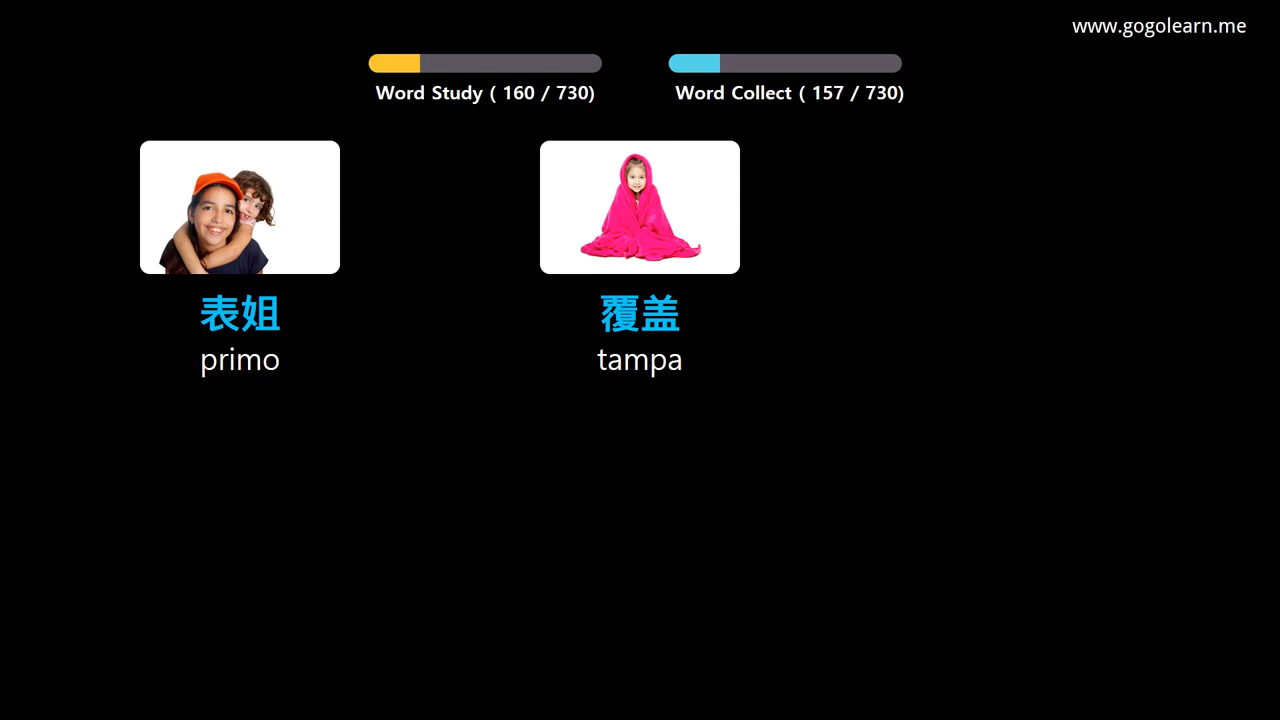 www.gogolearn.me
Word Study ( 160 / 730)
Word Collect ( 157 / 730)
表姐
primo
覆盖
tampa